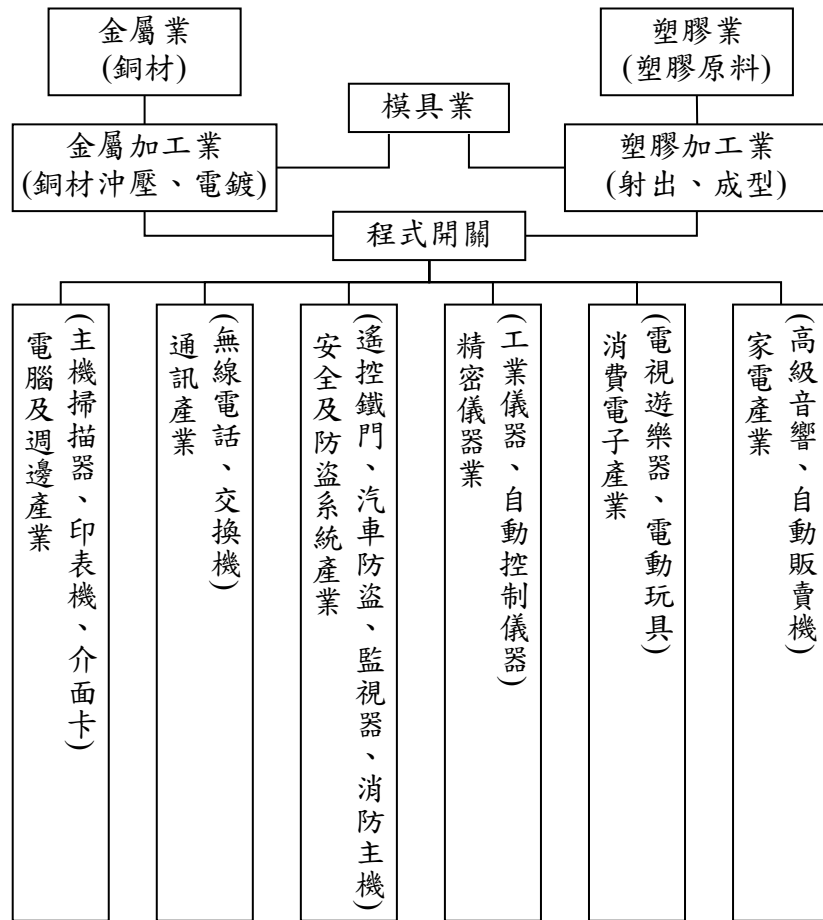 金屬業
(銅材)
塑膠業
(塑膠原料)
模具業
金屬加工業
(銅材沖壓、電鍍)
塑膠加工業
(射出、成型)
程式開關
電腦及週邊產業
(主機掃描器、印表機、介面卡)
通訊產業
(無線電話、交換機)
安全及防盜系統產業
(遙控鐵門、汽車防盜、監視器、消防主機)
精密儀器業
(工業儀器、自動控制儀器)
消費電子產業
(電視遊樂器、電動玩具)
家電產業
(高級音響、自動販賣機)